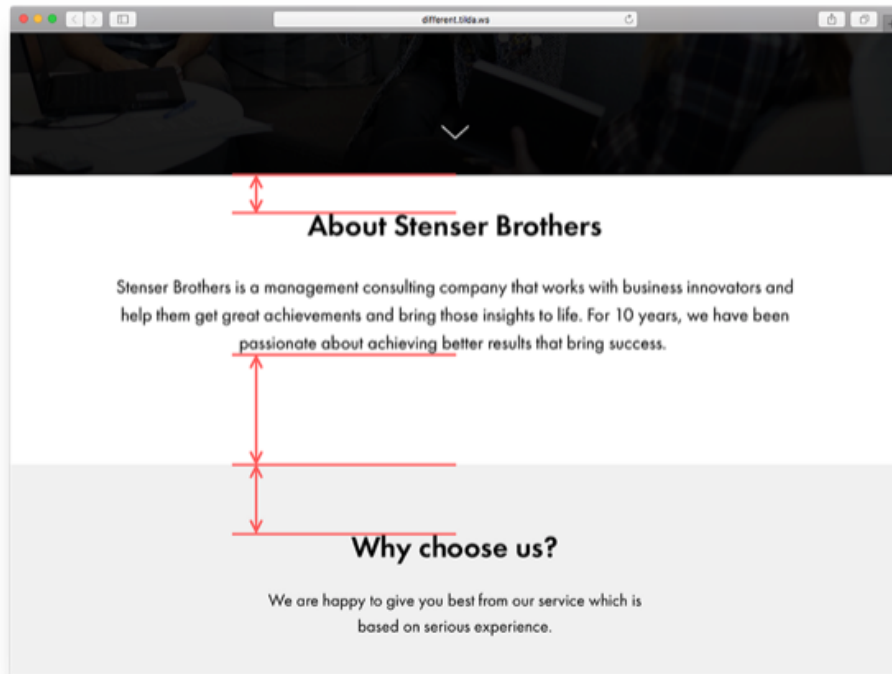 different.tilda.ws
About Stenser Brothers
Stenser Brothers is a management consulting company that works with business innovators and
help them get great achievements and bring those insights to life. For 10 years, we have been
passionate about achieving better results that bring success.
Why choose us?
We are happy to give you best from our service which is
based on serious experience.